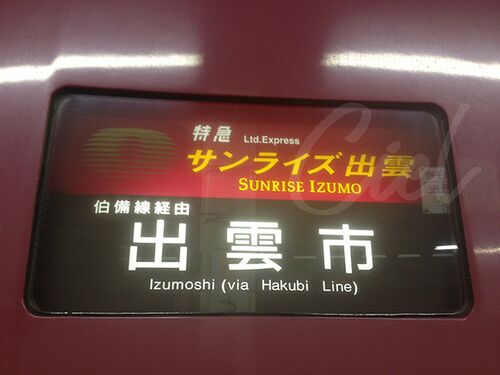 特急 Ltd.Express
サンライズ出雲
SUNRISE IZUMO
伯備線経由
出雲市
Izumoshi (via Hakubi Line)
Ciel